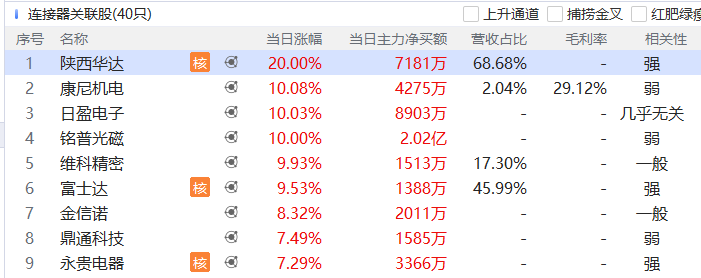 连接器关联股(40只) 上升通道 捕捞金叉 红肥绿瘦
序号 名称 当日涨幅 当日主力净买额 营收占比 毛利率 相关性
1 陕西华达 核 20.00% 7181万 68.68% - 强
2 康尼机电 10.08% 4275万 2.04% 29.12% 弱
3 日盈电子 10.03% 8903万 - - 几乎无关
4 铭普光磁 10.00% 2.02亿 - - 弱
5 维科精密 9.93% 1513万 17.30% - 一般
6 富士达 核 9.53% 1388万 45.99% - 强
7 金信诺 8.32% 2011万 - - 一般
8 鼎通科技 7.49% 1585万 - - 弱
9 永贵电器 核 7.29% 3366万 - - 强